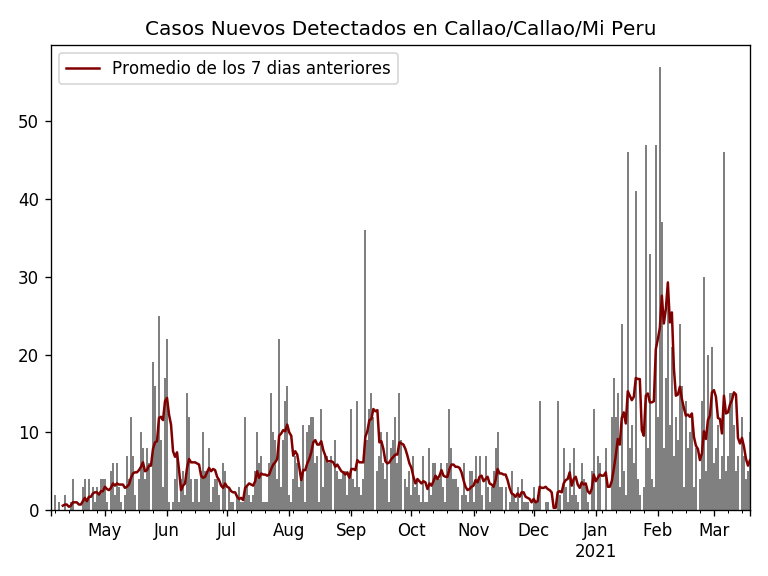 Casos Nuevos Detectados en Callao/Callao/Mi Peru
Promedio de los 7 dias anteriores
50
40
30
20
10
0
May Jun Jul Aug Sep Oct Nov Dec Jan Feb Mar
2021